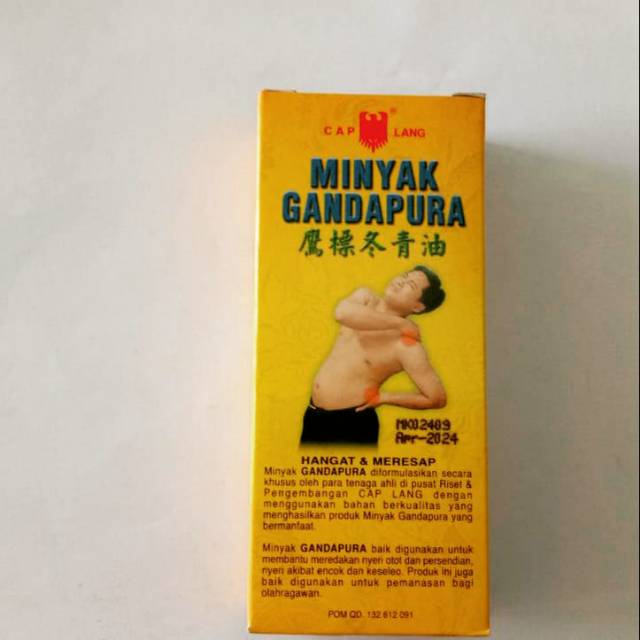 CAP LANG ®
MINYAK
GANDAPURA
鷹標冬青油
MK02409
Apr-2024
HANGAT & MERESAP
Minyak GANDAPURA diformulasikan secara
khusus oleh para tenaga ahli di pusat Riset &
Pengembangan CAP LANG dengan
menggunakan bahan berkualitas yang
menghasilkan produk Minyak Gandapura yang
bermanfaat.
Minyak GANDAPURA baik digunakan untuk
membantu meredakan nyeri otot dan persendian,
nyeri akibat encok dan keseleo. Produk ini juga
baik digunakan untuk pemanasan bagi
olahragawan.
POM QD. 132 612 091